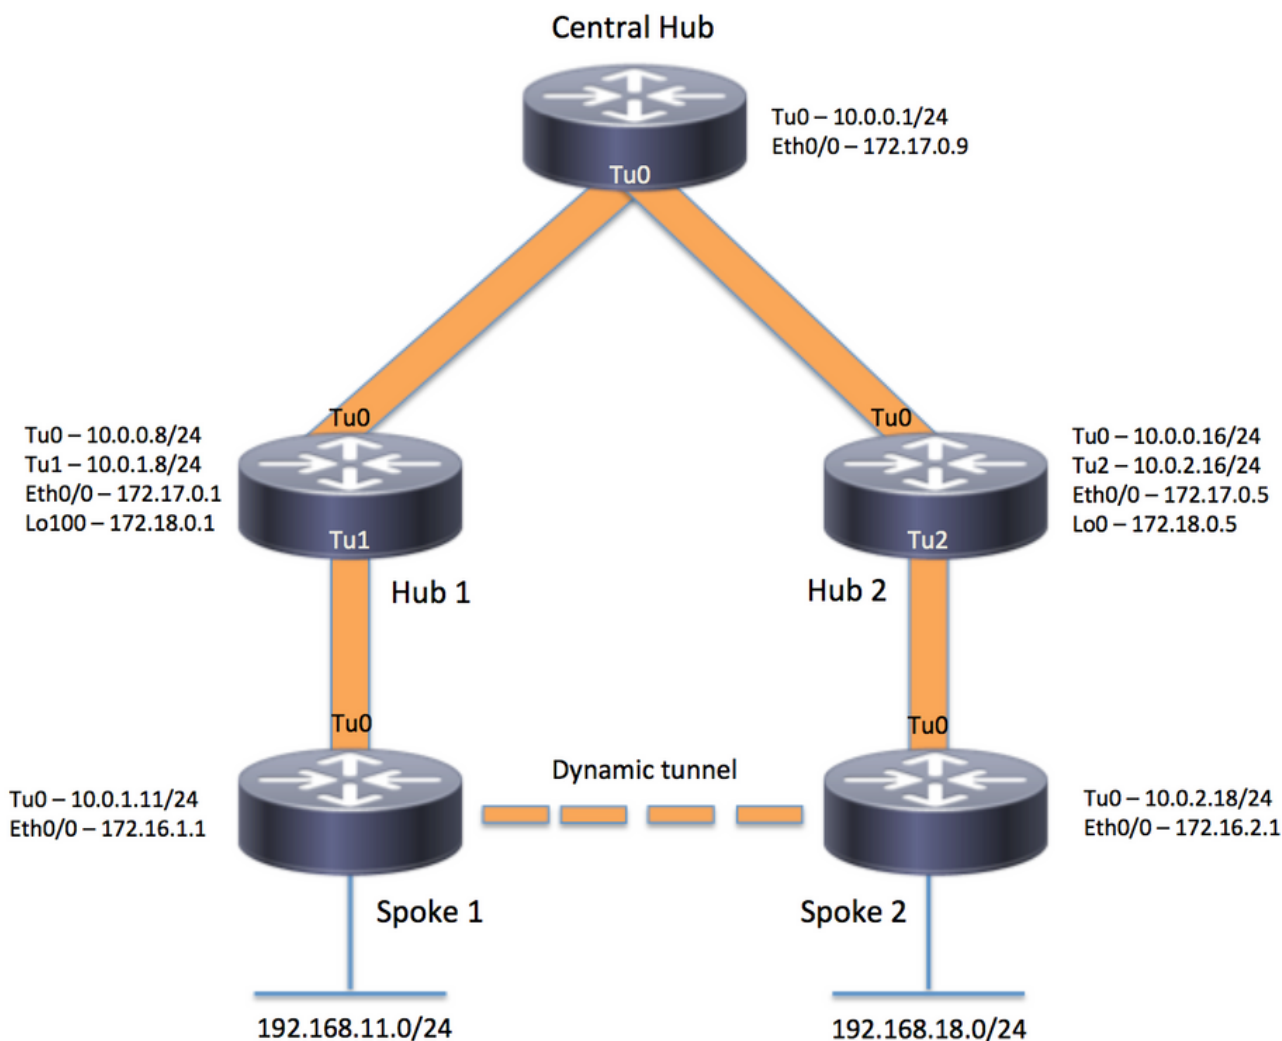 Central Hub
Tu0 – 10.0.0.1/24
Eth0/0 – 172.17.0.9
Tu0
Tu0
Tu0
Tu0 – 10.0.0.8/24
Tu1 – 10.0.1.8/24
Eth0/0 – 172.17.0.1
Lo100 – 172.18.0.1
Tu0 – 10.0.0.16/24
Tu2 – 10.0.2.16/24
Eth0/0 – 172.17.0.5
Lo0 – 172.18.0.5
Tu1
Tu2
Hub 1
Hub 2
Tu0
Tu0
Dynamic tunnel
Tu0 – 10.0.1.11/24
Eth0/0 – 172.16.1.1
Tu0 – 10.0.2.18/24
Eth0/0 – 172.16.2.1
Spoke 1
Spoke 2
192.168.11.0/24
192.168.18.0/24